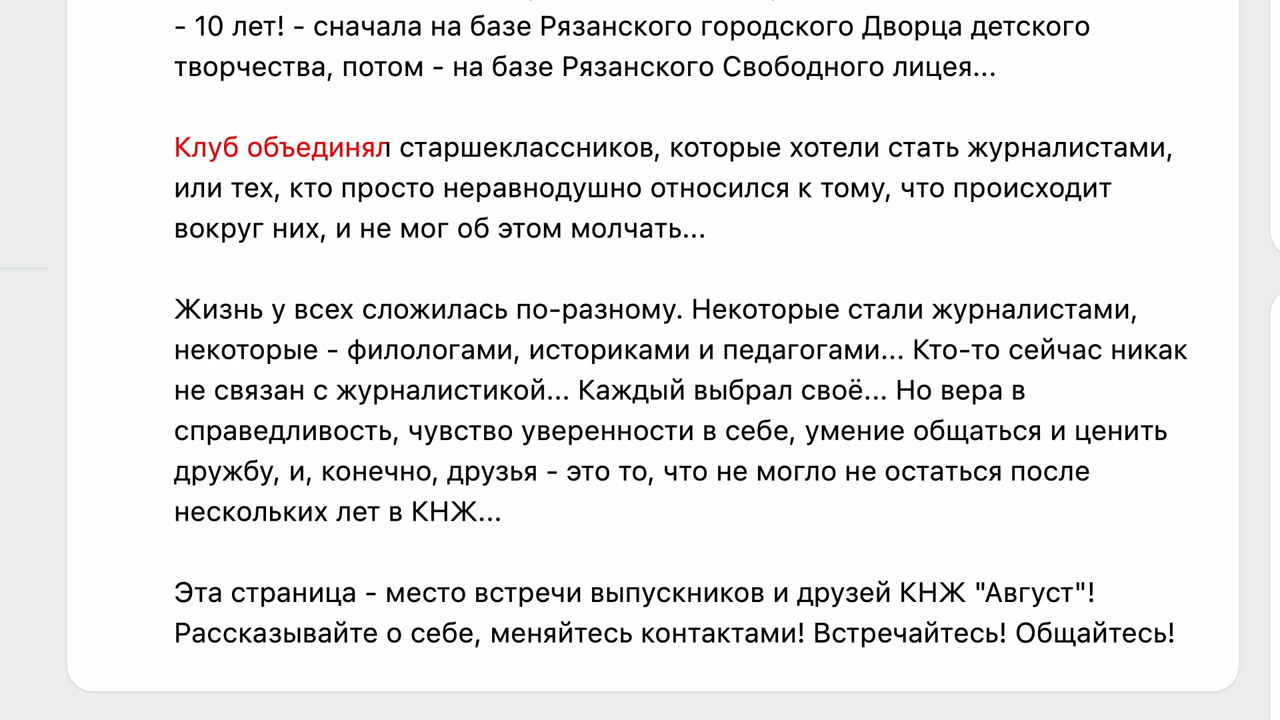 - 10 лет! - сначала на базе Рязанского городского Дворца детского
творчества, потом - на базе Рязанского Свободного лицея...
Клуб объединял старшеклассников, которые хотели стать журналистами,
или тех, кто просто неравнодушно относился к тому, что происходит
вокруг них, и не мог об этом молчать...
Жизнь у всех сложилась по-разному. Некоторые стали журналистами,
некоторые - филологами, историками и педагогами... Кто-то сейчас никак
не связан с журналистикой... Каждый выбрал своё... Но вера в
справедливость, чувство уверенности в себе, умение общаться и ценить
дружбу, и, конечно, друзья - это то, что не могло не остаться после
нескольких лет в КНЖ...
Эта страница - место встречи выпускников и друзей КНЖ "Август"!
Рассказывайте о себе, меняйтесь контактами! Встречайтесь! Общайтесь!